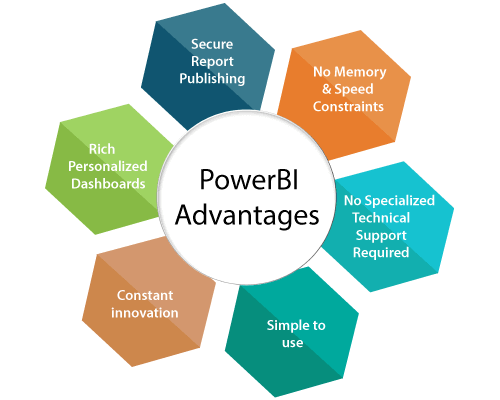 PowerBI
Advantages
Secure
Report
Publishing
No Memory
& Speed
Constraints
No Specialized
Technical
Support
Required
Simple to
use
Constant
innovation
Rich
Personalized
Dashboards